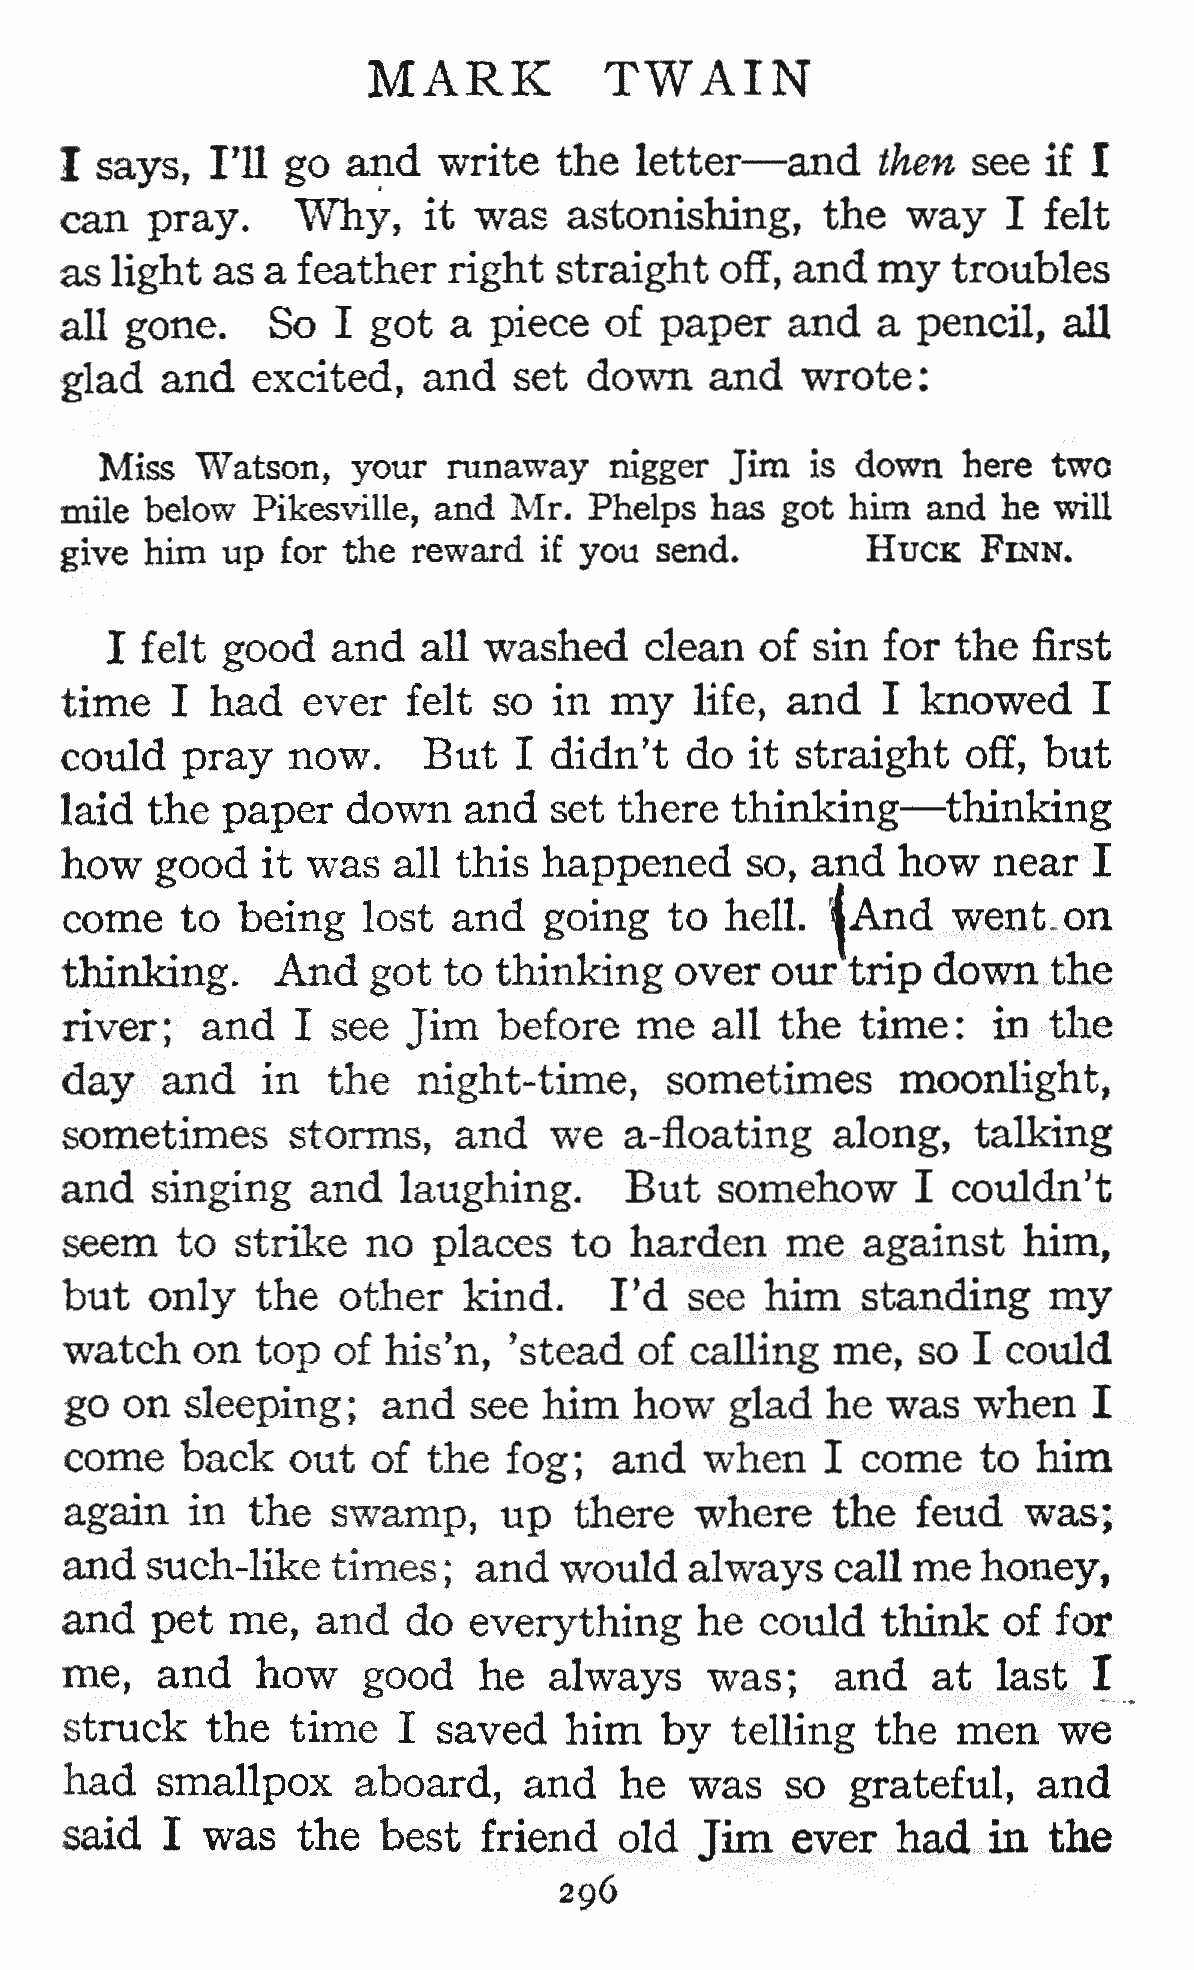 MARK TWAIN
I says, I'll go and write the letter—and then see if I
can pray. Why, it was astonishing, the way I felt
as light as a feather right straight off, and my troubles
all gone. So I got a piece of paper and a pencil, all
glad and excited, and set down and wrote:
Miss Watson, your runaway nigger Jim is down here two
mile below Pikesville, and Mr. Phelps has got him and he will
give him up for the reward if you send. HUCK FINN.
I felt good and all washed clean of sin for the first
time I had ever felt so in my life, and I knowed I
could pray now. But I didn't do it straight off, but
laid the paper down and set there thinking—thinking
how good it was all this happened so, and how near I
come to being lost and going to hell. And went on
thinking. And got to thinking over our trip down the
river; and I see Jim before me all the time: in the
day and in the night-time, sometimes moonlight,
sometimes storms, and we a-floating along, talking
and singing and laughing. But somehow I couldn't
seem to strike no places to harden me against him,
but only the other kind. I'd see him standing my
watch on top of his'n, 'stead of calling me, so I could
go on sleeping; and see him how glad he was when I
come back out of the fog; and when I come to him
again in the swamp, up there where the feud was;
and such-like times; and would always call me honey,
and pet me, and do everything he could think of for
me, and how good he always was; and at last I
struck the time I saved him by telling the men we
had smallpox aboard, and he was so grateful, and
said I was the best friend old Jim ever had in the
296